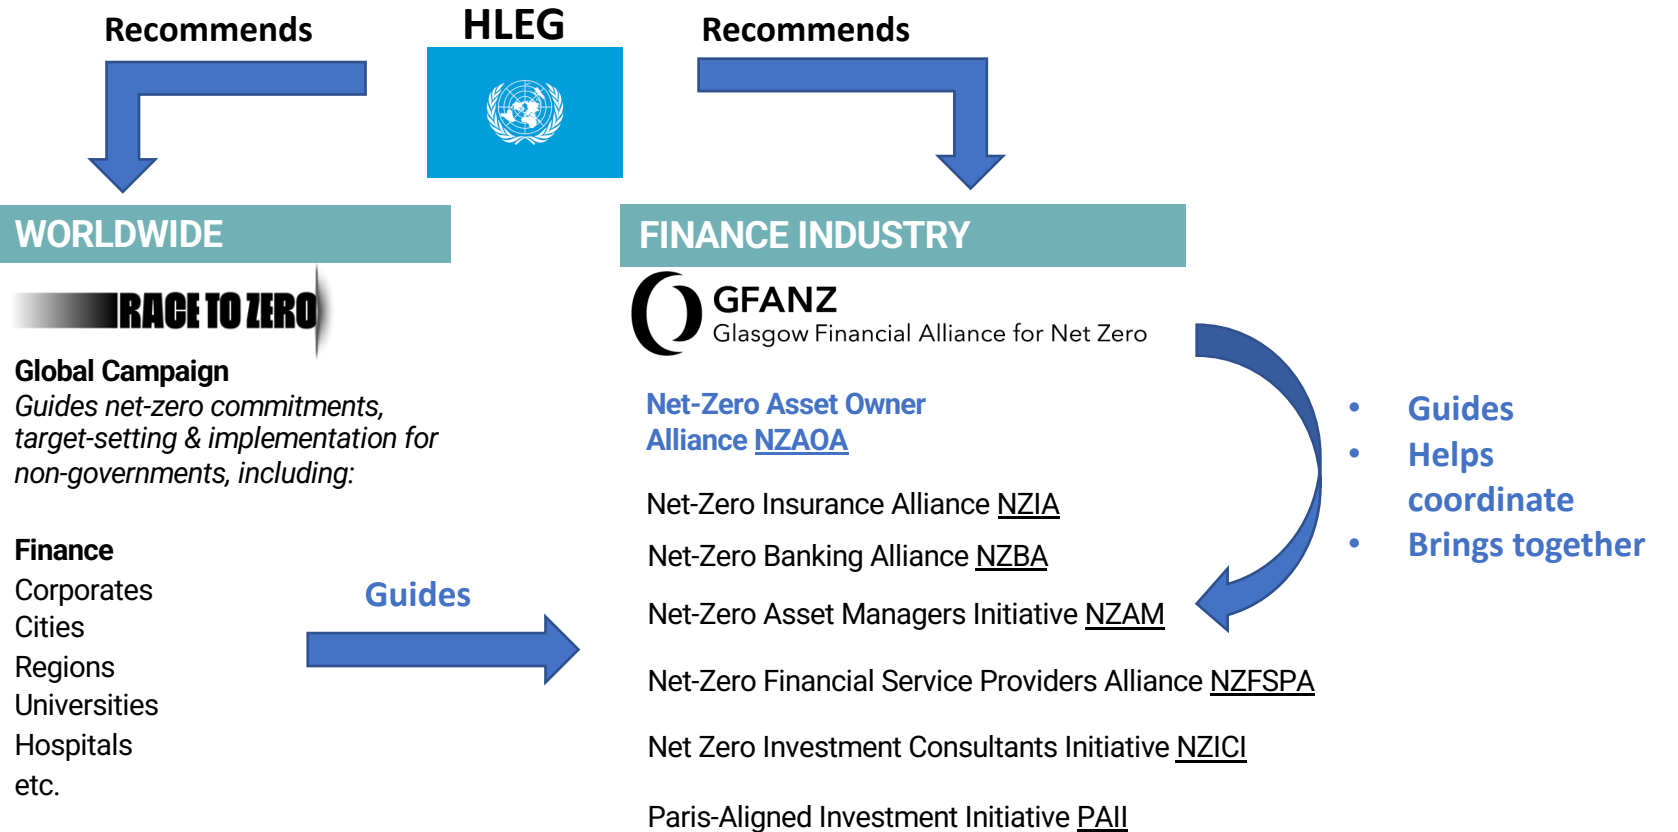 Recommends
HLEG
Recommends
WORLDWIDE
RACE TO ZERO
Global Campaign
Guides net-zero commitments,
target-setting & implementation for
non-governments, including:
Finance
Corporates
Cities
Regions
Universities
Hospitals
etc.
Guides
FINANCE INDUSTRY
GFANZ
Glasgow Financial Alliance for Net Zero
Net-Zero Asset Owner
Alliance NZAOA
Net-Zero Insurance Alliance NZIA
Net-Zero Banking Alliance NZBA
Net-Zero Asset Managers Initiative NZAM
Net-Zero Financial Service Providers Alliance NZFSPA
Net Zero Investment Consultants Initiative NZICI
Paris-Aligned Investment Initiative PAII
• Guides
• Helps
coordinate
• Brings together